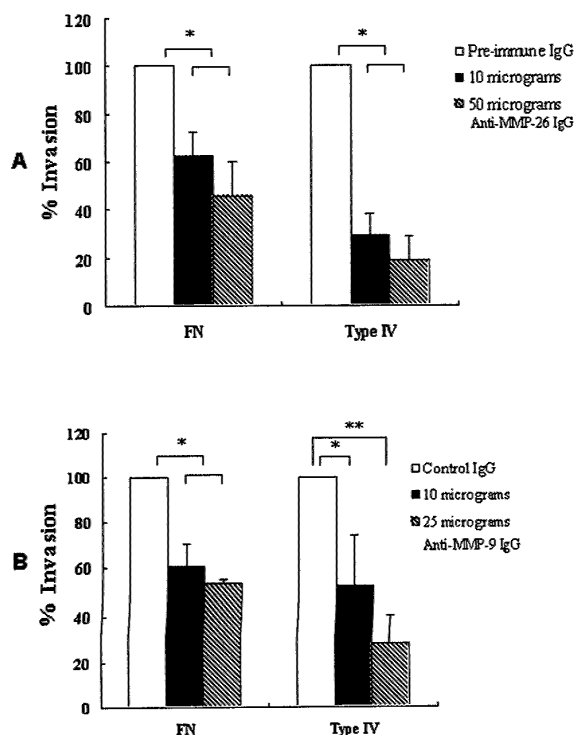 A
% Invasion
120
100
80
60
40
20
0
*
*
FN
Type IV
Pre-immune IgG
10 micrograms
50 micrograms
Anti-MMP-26 IgG
B
% Invasion
120
100
80
60
40
20
0
*
**
*
FN
Type IV
Control IgG
10 micrograms
25 micrograms
Anti-MMP-9 IgG